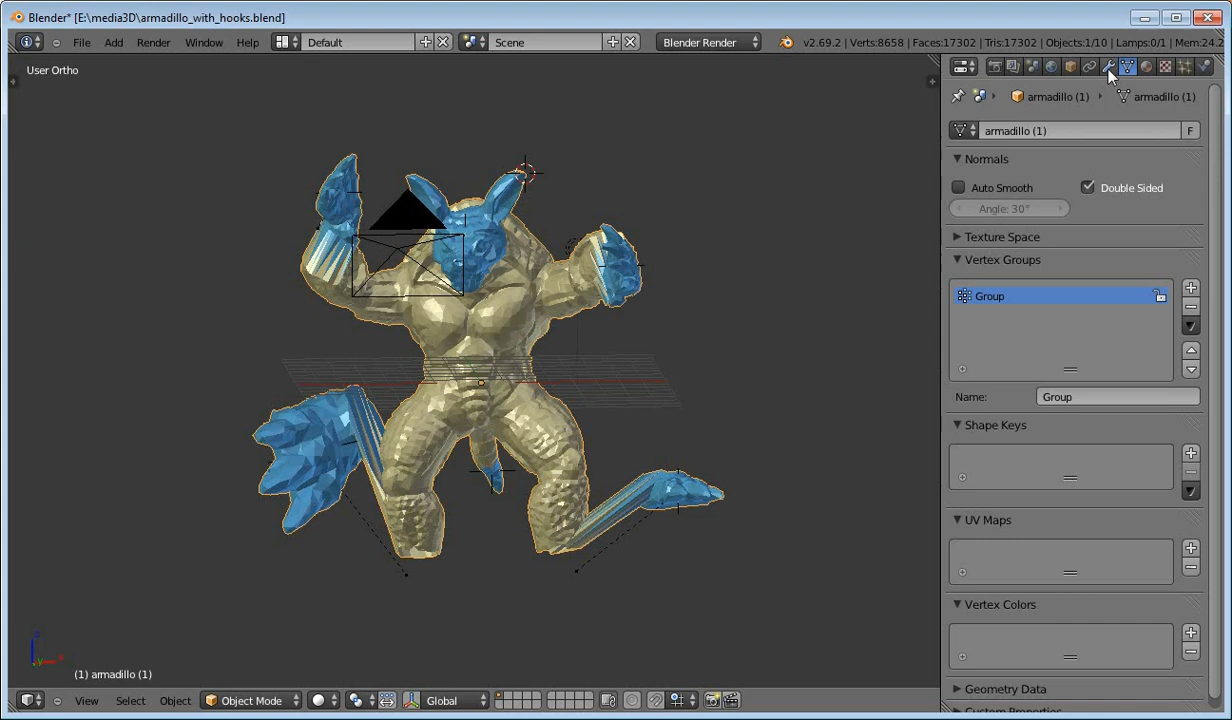 Blender* [E:\media3D\armadillo_with_hooks.blend]
File Add Render Window Help Default Scene Blender Render v2.69.2 | Verts:8658 | Faces:17302 | Tris:17302 | Objects:1/10 | Lamps:0/1 | Mem:24.2
User Ortho
armadillo (1) armadillo (1)
armadillo (1) F
Normals
Auto Smooth Double Sided
Angle: 30°
Texture Space
Vertex Groups
Group
Name: Group
Shape Keys
UV Maps
Vertex Colors
(1) armadillo (1)
Geometry Data
View Select Object Object Mode Global
Custom Properties